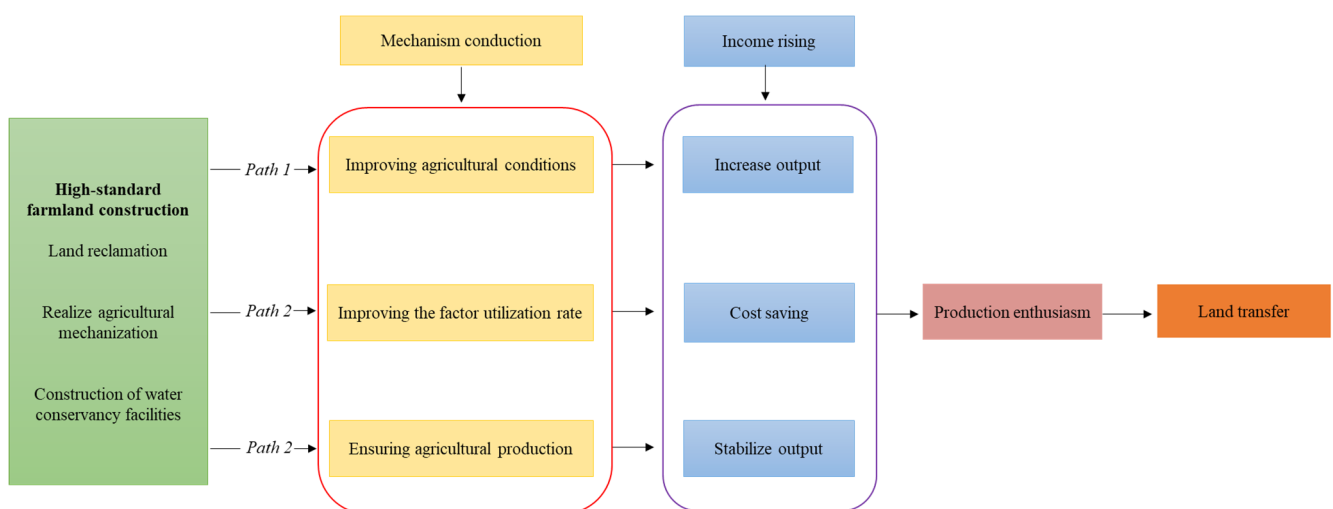 Mechanism conduction
Income rising
High-standard
farmland construction
Land reclamation
Realize agricultural
mechanization
Construction of water
conservancy facilities
Path 1
Improving agricultural conditions
Increase output
Path 2
Improving the factor utilization rate
Cost saving
Production enthusiasm
Land transfer
Path 2
Ensuring agricultural production
Stabilize output